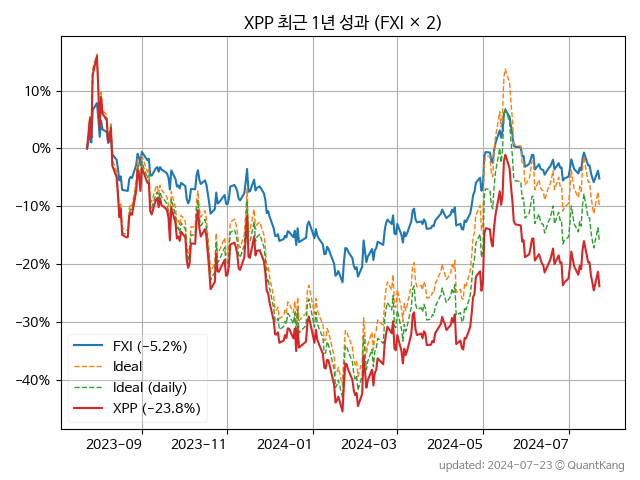 XPP 최근 1년 성과 (FXI × 2)
10%
0%
−10%
−20%
−30%
−40%
FXI (−5.2%)
Ideal
Ideal (daily)
XPP (−23.8%)
2023-09 2023-11 2024-01 2024-03 2024-05 2024-07
updated: 2024-07-23 © QuantKang